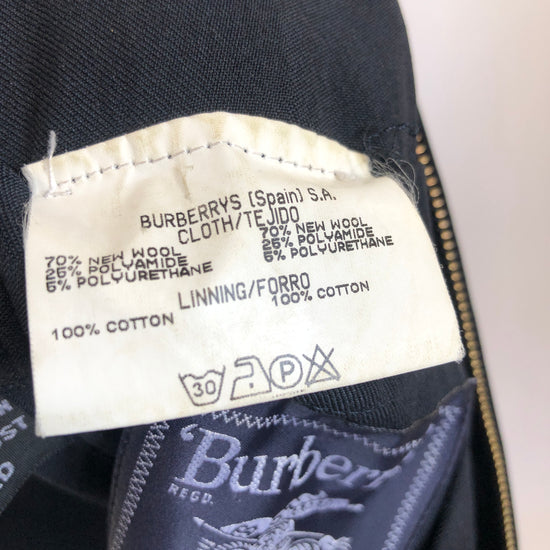 BURBERRYS (Spain) S.A.
CLOTH/TEJIDO
70% NEW WOOL 70% NEW WOOL
25% POLYAMIDE 25% POLYAMIDE
5% POLYURETHANE 5% POLYURETHANE
LINNING/FORRO
100% COTTON 100% COTTON
30 P
'Burberr
REGD.
ST